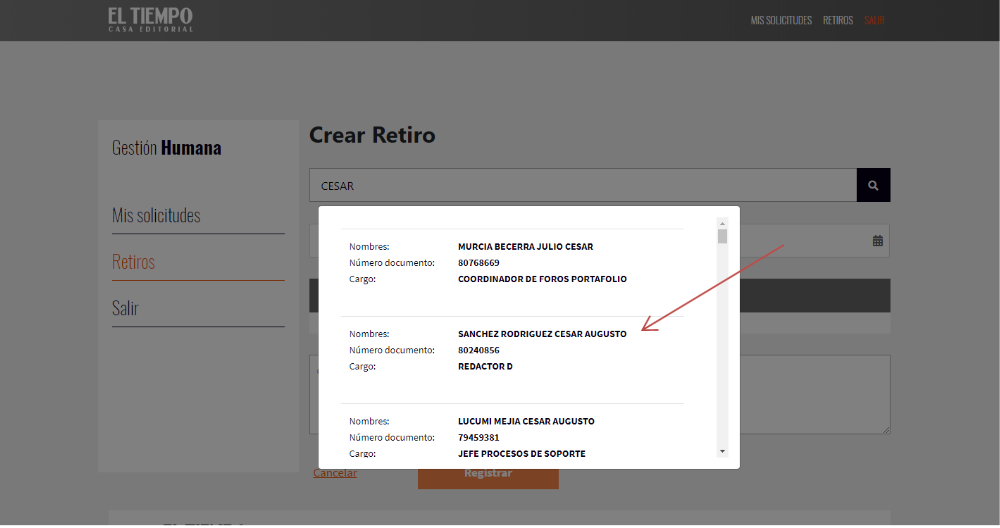 EL TIEMPO
CASA EDITORIAL
MIS SOLICITUDES RETIROS SALIR
Gestión Humana
Mis solicitudes
Retiros
Salir
Crear Retiro
CESAR
Nombres: MURCIA BECERRA JULIO CESAR
Número documento: 80768669
Cargo: COORDINADOR DE FOROS PORTAFOLIO
Nombres: SANCHEZ RODRIGUEZ CESAR AUGUSTO
Número documento: 80240856
Cargo: REDACTOR D
Nombres: LUCUMI MEJIA CESAR AUGUSTO
Número documento: 79459381
Cargo: JEFE PROCESOS DE SOPORTE
Cancelar Registrar
EL TIEMPO